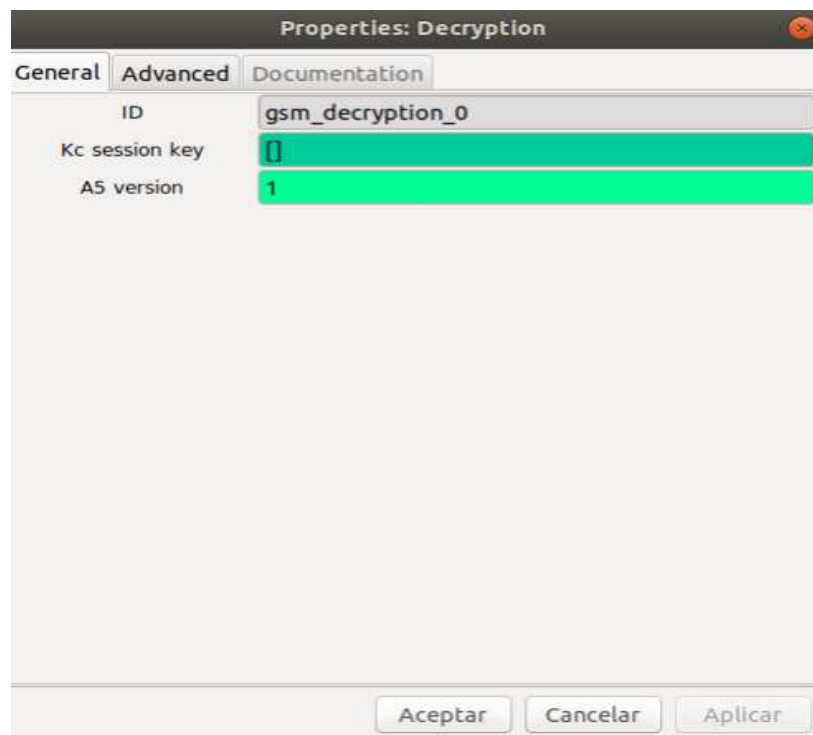 Properties: Decryption
General Advanced Documentation
ID gsm_decryption_0
Kc session key []
A5 version 1
Aceptar Cancelar Aplicar